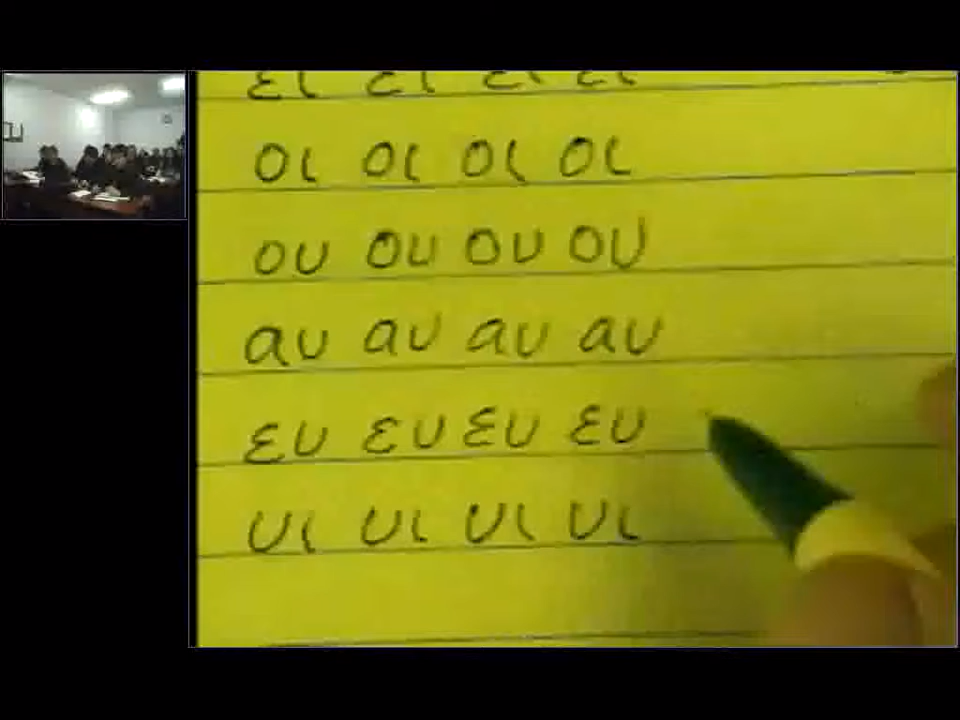 ει ει ει ει
οι οι οι οι
ου ου ου ου
αυ αυ αυ αυ
ευ ευ ευ ευ
υι υι υι υι